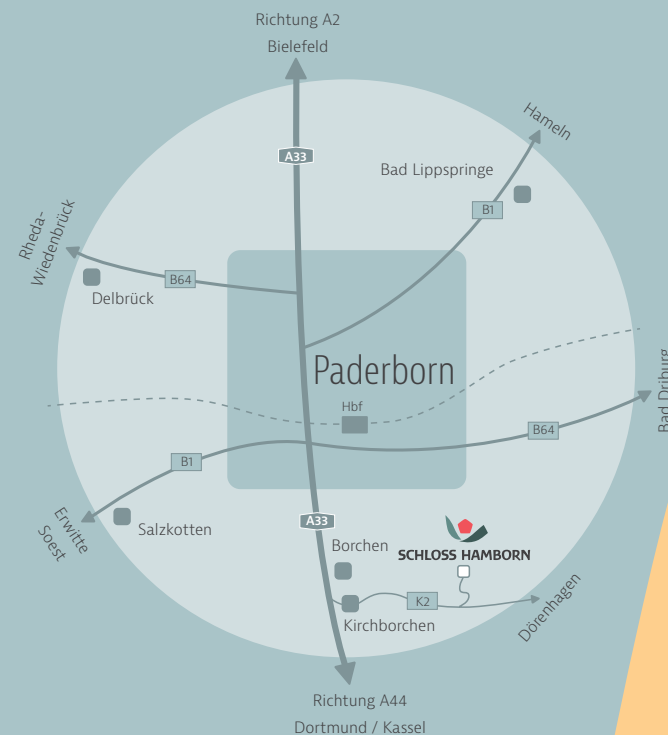 Richtung A2
Bielefeld
Hameln
A33
Bad Lippspringe
B1
Rheda-
Wiedenbrück
B64
Delbrück
Paderborn
Hbf
Bad Driburg
B64
B1
Erwitte
Soest
Salzkotten
A33
Borchen
SCHLOSS HAMBORN
K2
Dörenhagen
Kirchborchen
Richtung A44
Dortmund / Kassel